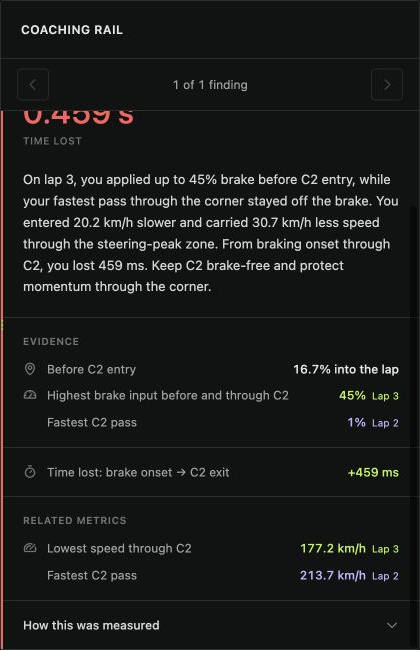 COACHING RAIL
1 of 1 finding
0.459 s
TIME LOST
On lap 3, you applied up to 45% brake before C2 entry, while
your fastest pass through the corner stayed off the brake. You
entered 20.2 km/h slower and carried 30.7 km/h less speed
through the steering-peak zone. From braking onset through
C2, you lost 459 ms. Keep C2 brake-free and protect
momentum through the corner.
EVIDENCE
Before C2 entry 16.7% into the lap
Highest brake input before and through C2 45% Lap 3
Fastest C2 pass 1% Lap 2
Time lost: brake onset → C2 exit +459 ms
RELATED METRICS
Lowest speed through C2 177.2 km/h Lap 3
Fastest C2 pass 213.7 km/h Lap 2
How this was measured